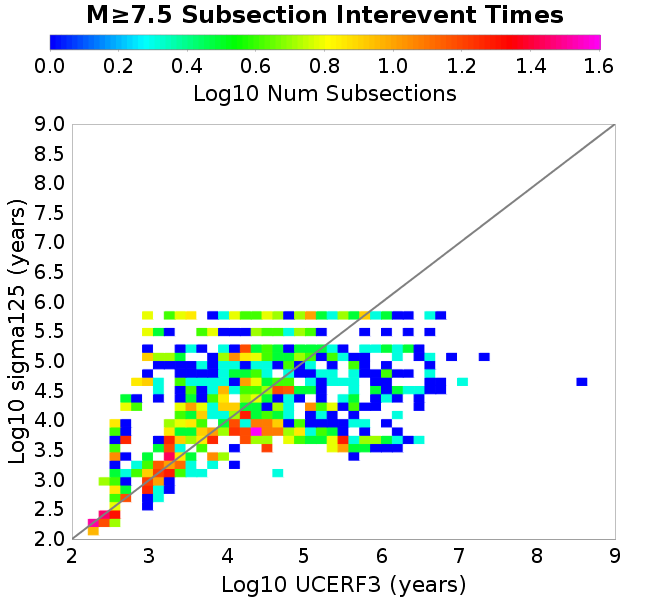 M≥7.5 Subsection Interevent Times
0.0 0.2 0.4 0.6 0.8 1.0 1.2 1.4 1.6
Log10 Num Subsections
9.0
8.5
8.0
7.5
7.0
6.5
6.0
5.5
5.0
4.5
4.0
3.5
3.0
2.5
2.0
Log10 sigma125 (years)
2 3 4 5 6 7 8 9
Log10 UCERF3 (years)